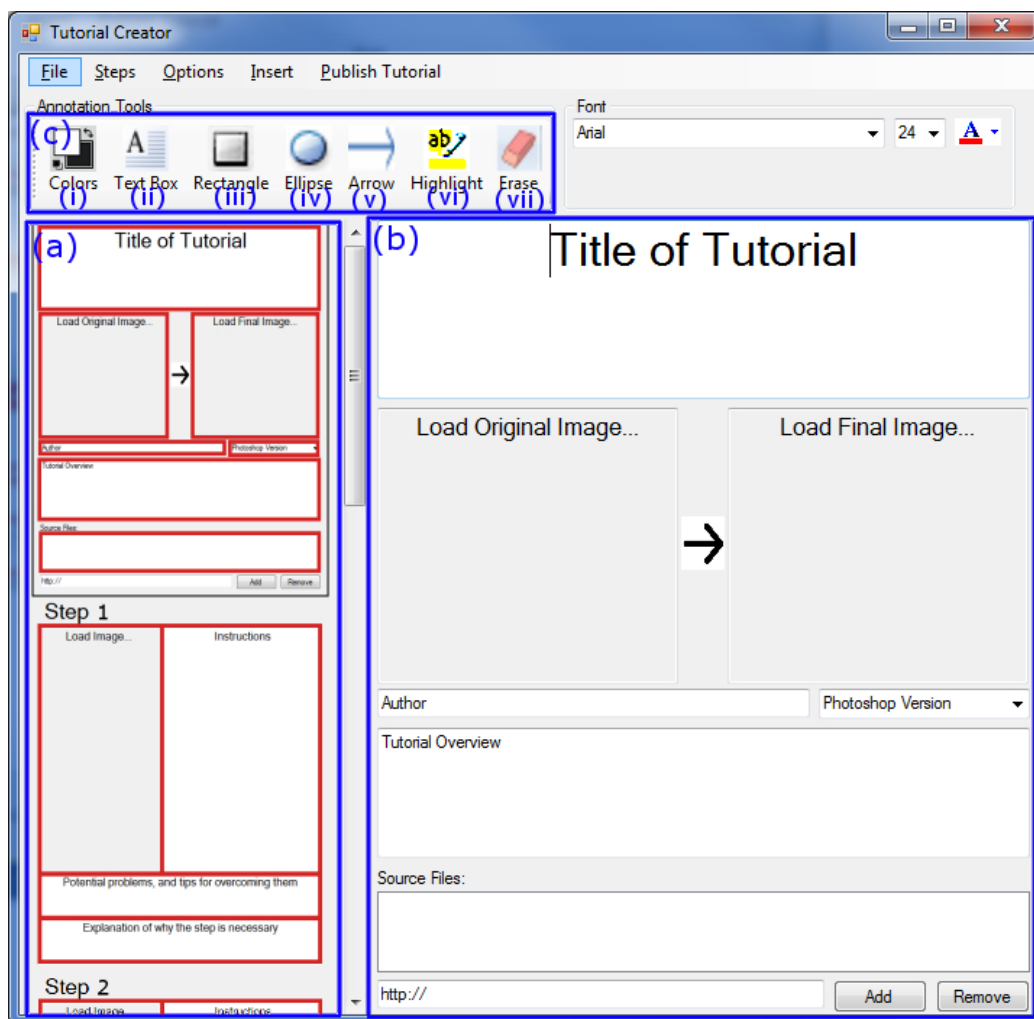 Tutorial Creator
File Steps Options Insert Publish Tutorial
Annotation Tools
(c)
Colors Text Box Rectangle Ellipse Arrow Highlight Erase
(i) (ii) (iii) (iv) (v) (vi) (vii)
Font
Arial 24 A
(a)
Title of Tutorial
Load Original Image... Load Final Image...
Author Photoshop Version
Tutorial Overview
Source Files:
http:// Add Remove
Step 1
Load Image... Instructions
Potential problems, and tips for overcoming them
Explanation of why the step is necessary
Step 2
Load Image... Instructions
(b)
Title of Tutorial
Load Original Image... Load Final Image...
Author Photoshop Version
Tutorial Overview
Source Files:
http:// Add Remove